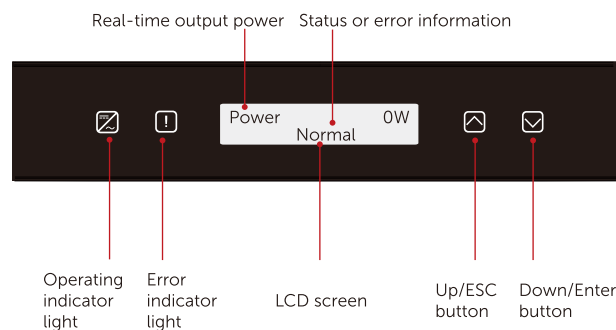 Real-time output power Status or error information
Power 0W
Normal
Operating indicator light
Error indicator light
LCD screen
Up/ESC button
Down/Enter button